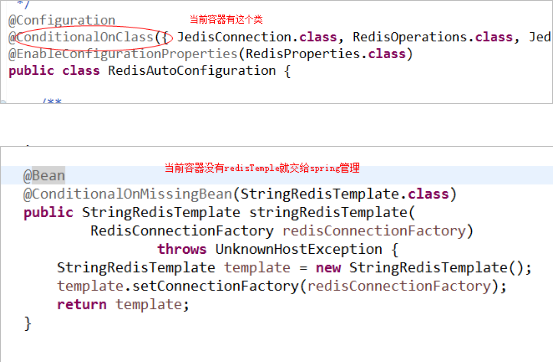 */
@Configuration 当前容器有这个类
@ConditionalOnClass({ JedisConnection.class, RedisOperations.class, Jed
@EnableConfigurationProperties(RedisProperties.class)
public class RedisAutoConfiguration {
/**
@Bean 当前容器没有redisTemple就交给spring管理
@ConditionalOnMissingBean(StringRedisTemplate.class)
public StringRedisTemplate stringRedisTemplate(
RedisConnectionFactory redisConnectionFactory)
throws UnknownHostException {
StringRedisTemplate template = new StringRedisTemplate();
template.setConnectionFactory(redisConnectionFactory);
return template;
}